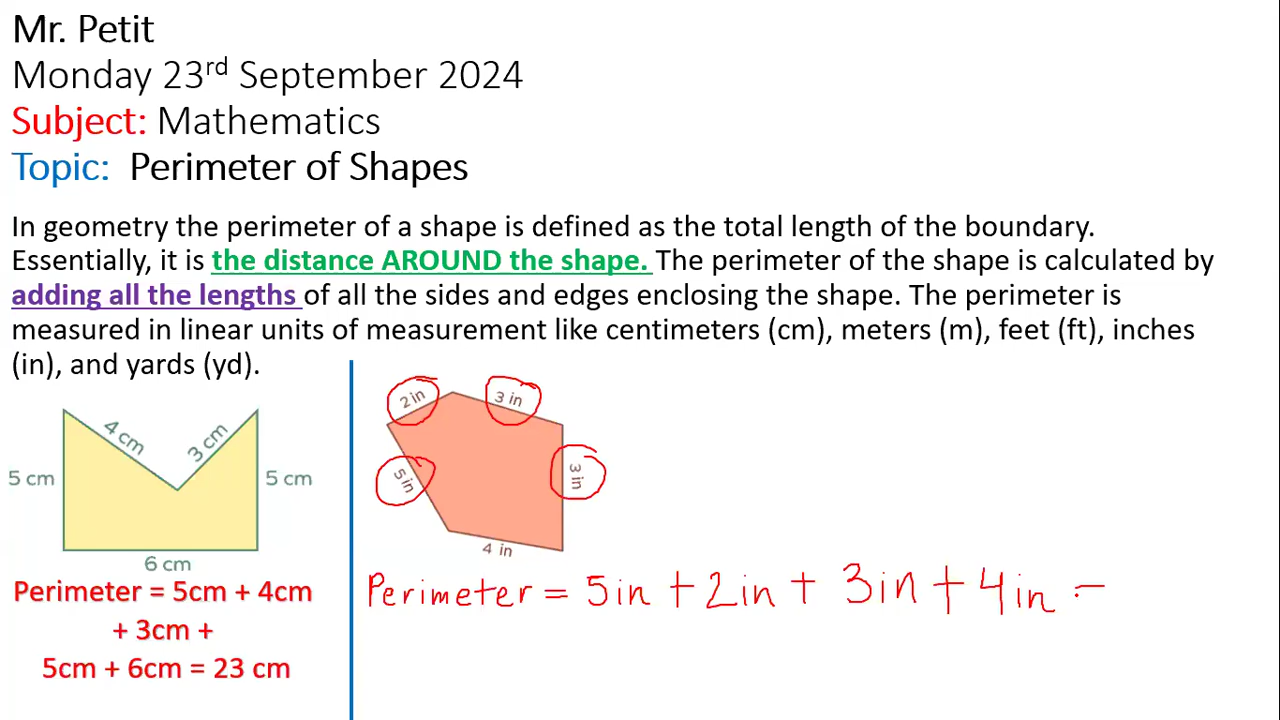 Mr. Petit
Monday 23rd September 2024
Subject: Mathematics
Topic: Perimeter of Shapes
In geometry the perimeter of a shape is defined as the total length of the boundary.
Essentially, it is the distance AROUND the shape. The perimeter of the shape is calculated by
adding all the lengths of all the sides and edges enclosing the shape. The perimeter is
measured in linear units of measurement like centimeters (cm), meters (m), feet (ft), inches
(in), and yards (yd).
4 cm
3 cm
5 cm
5 cm
6 cm
Perimeter = 5cm + 4cm
+ 3cm +
5cm + 6cm = 23 cm
2 in
3 in
5 in
3 in
4 in
Perimeter = 5in + 2in + 3in + 4in =